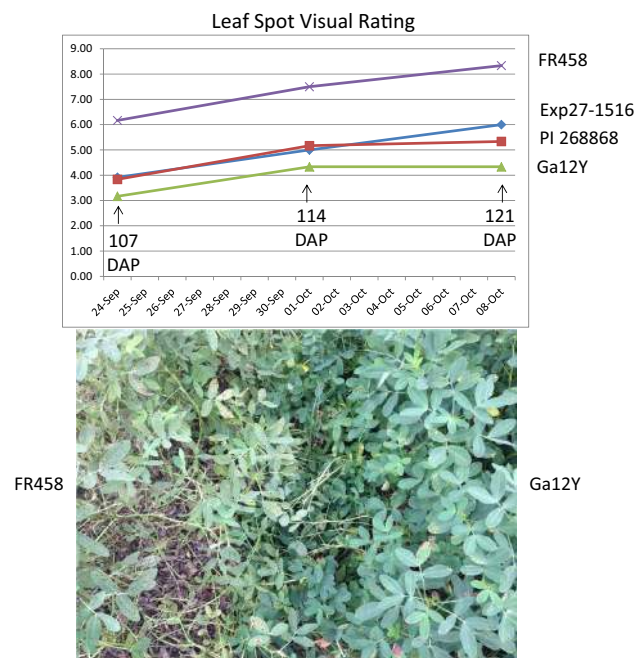 Leaf Spot Visual Rating
9.00
8.00
7.00
6.00
5.00
4.00
3.00
2.00
1.00
0.00
FR458
Exp27-1516
PI 268868
Ga12Y
107
DAP
114
DAP
121
DAP
24-Sep
25-Sep
26-Sep
27-Sep
28-Sep
29-Sep
30-Sep
01-Oct
02-Oct
03-Oct
04-Oct
05-Oct
06-Oct
07-Oct
08-Oct
FR458
Ga12Y